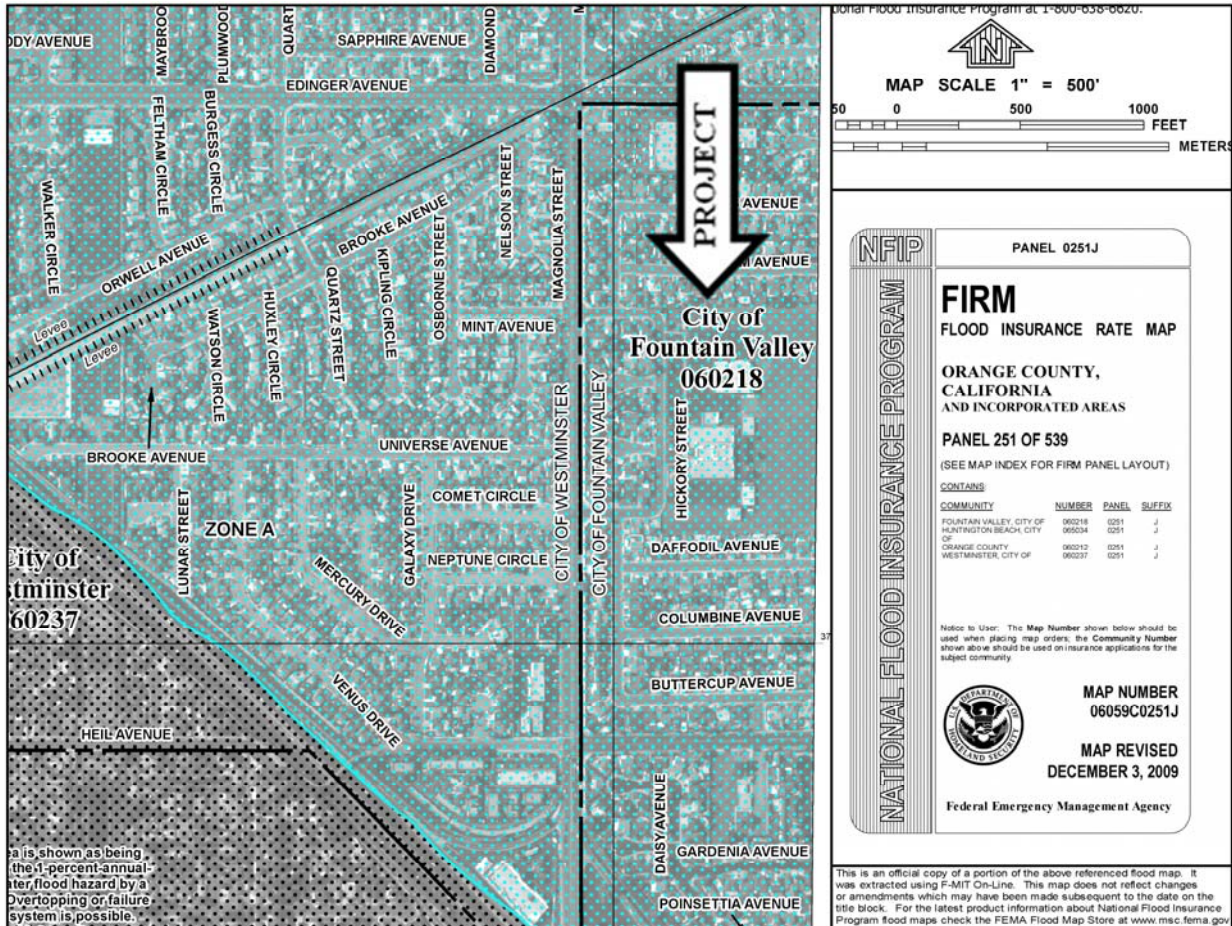 ODY AVENUE
MAYBROO
PLUMWOOD
QUART
SAPPHIRE AVENUE
DIAMOND
EDINGER AVENUE
FELTHAM CIRCLE
BURGESS CIRCLE
WALKER CIRCLE
ORWELL AVENUE
BROOKE AVENUE
NELSON STREET
MAGNOLIA STREET
PROJECT
AVENUE
M AVENUE
Levee
Levee
WATSON CIRCLE
HUXLEY CIRCLE
QUARTZ STREET
KIPLING CIRCLE
OSBORNE STREET
MINT AVENUE
City of
Fountain Valley
060218
BROOKE AVENUE
UNIVERSE AVENUE
CITY OF WESTMINSTER
CITY OF FOUNTAIN VALLEY
HICKORY STREET
COMET CIRCLE
LUNAR STREET
ZONE A
GALAXY DRIVE
NEPTUNE CIRCLE
DAFFODIL AVENUE
MERCURY DRIVE
COLUMBINE AVENUE
City of
stminster
60237
VENUS DRIVE
BUTTERCUP AVENUE
HEIL AVENUE
DAISY AVENUE
GARDENIA AVENUE
POINSETTIA AVENUE
ea is shown as being
the 1-percent-annual-
ater flood hazard by a
Overtopping or failure
system is possible.
37
ional Flood Insurance Program at 1-800-638-6620.
N
MAP SCALE 1" = 500'
50 0 500 1000
FEET
METERS
NFIP
NATIONAL FLOOD INSURANCE PROGRAM
PANEL 0251J
FIRM
FLOOD INSURANCE RATE MAP
ORANGE COUNTY,
CALIFORNIA
AND INCORPORATED AREAS
PANEL 251 OF 539
(SEE MAP INDEX FOR FIRM PANEL LAYOUT)
CONTAINS:
COMMUNITY NUMBER PANEL SUFFIX
FOUNTAIN VALLEY, CITY OF 060218 0251 J
HUNTINGTON BEACH, CITY 065034 0251 J
OF
ORANGE COUNTY 060212 0251 J
WESTMINSTER, CITY OF 060237 0251 J
Notice to User: The Map Number shown below should be
used when placing map orders; the Community Number
shown above should be used on insurance applications for the
subject community.
U.S. DEPARTMENT OF
HOMELAND SECURITY
MAP NUMBER
06059C0251J
MAP REVISED
DECEMBER 3, 2009
Federal Emergency Management Agency
This is an official copy of a portion of the above referenced flood map. It
was extracted using F-MIT On-Line. This map does not reflect changes
or amendments which may have been made subsequent to the date on the
title block. For the latest product information about National Flood Insurance
Program flood maps check the FEMA Flood Map Store at www.msc.fema.gov